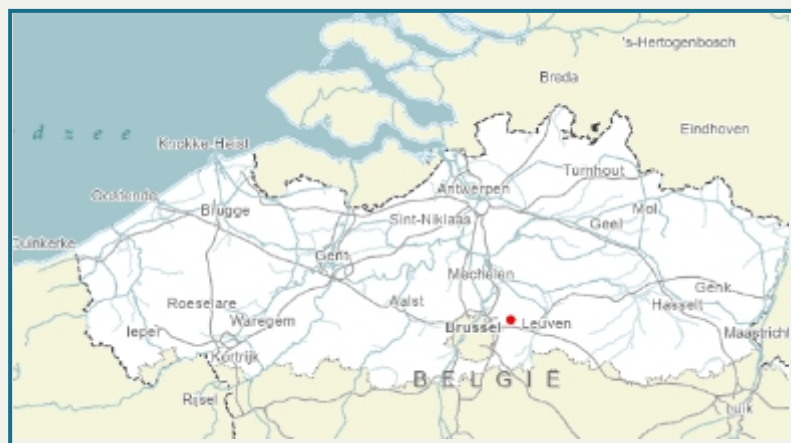 's-Hertogenbosch
Breda
d z e e
Eindhoven
Knokke-Heist
Turnhout
Antwerpen
Oostende
Mol
Brugge
Sint-Niklaas
Geel
Duinkerke
Gent
Mechelen
Genk
Roeselare
Aalst
Hasselt
Waregem
Brussel
Leuven
Ieper
Maastricht
Kortrijk
BELGIË
Rijsel
Luik